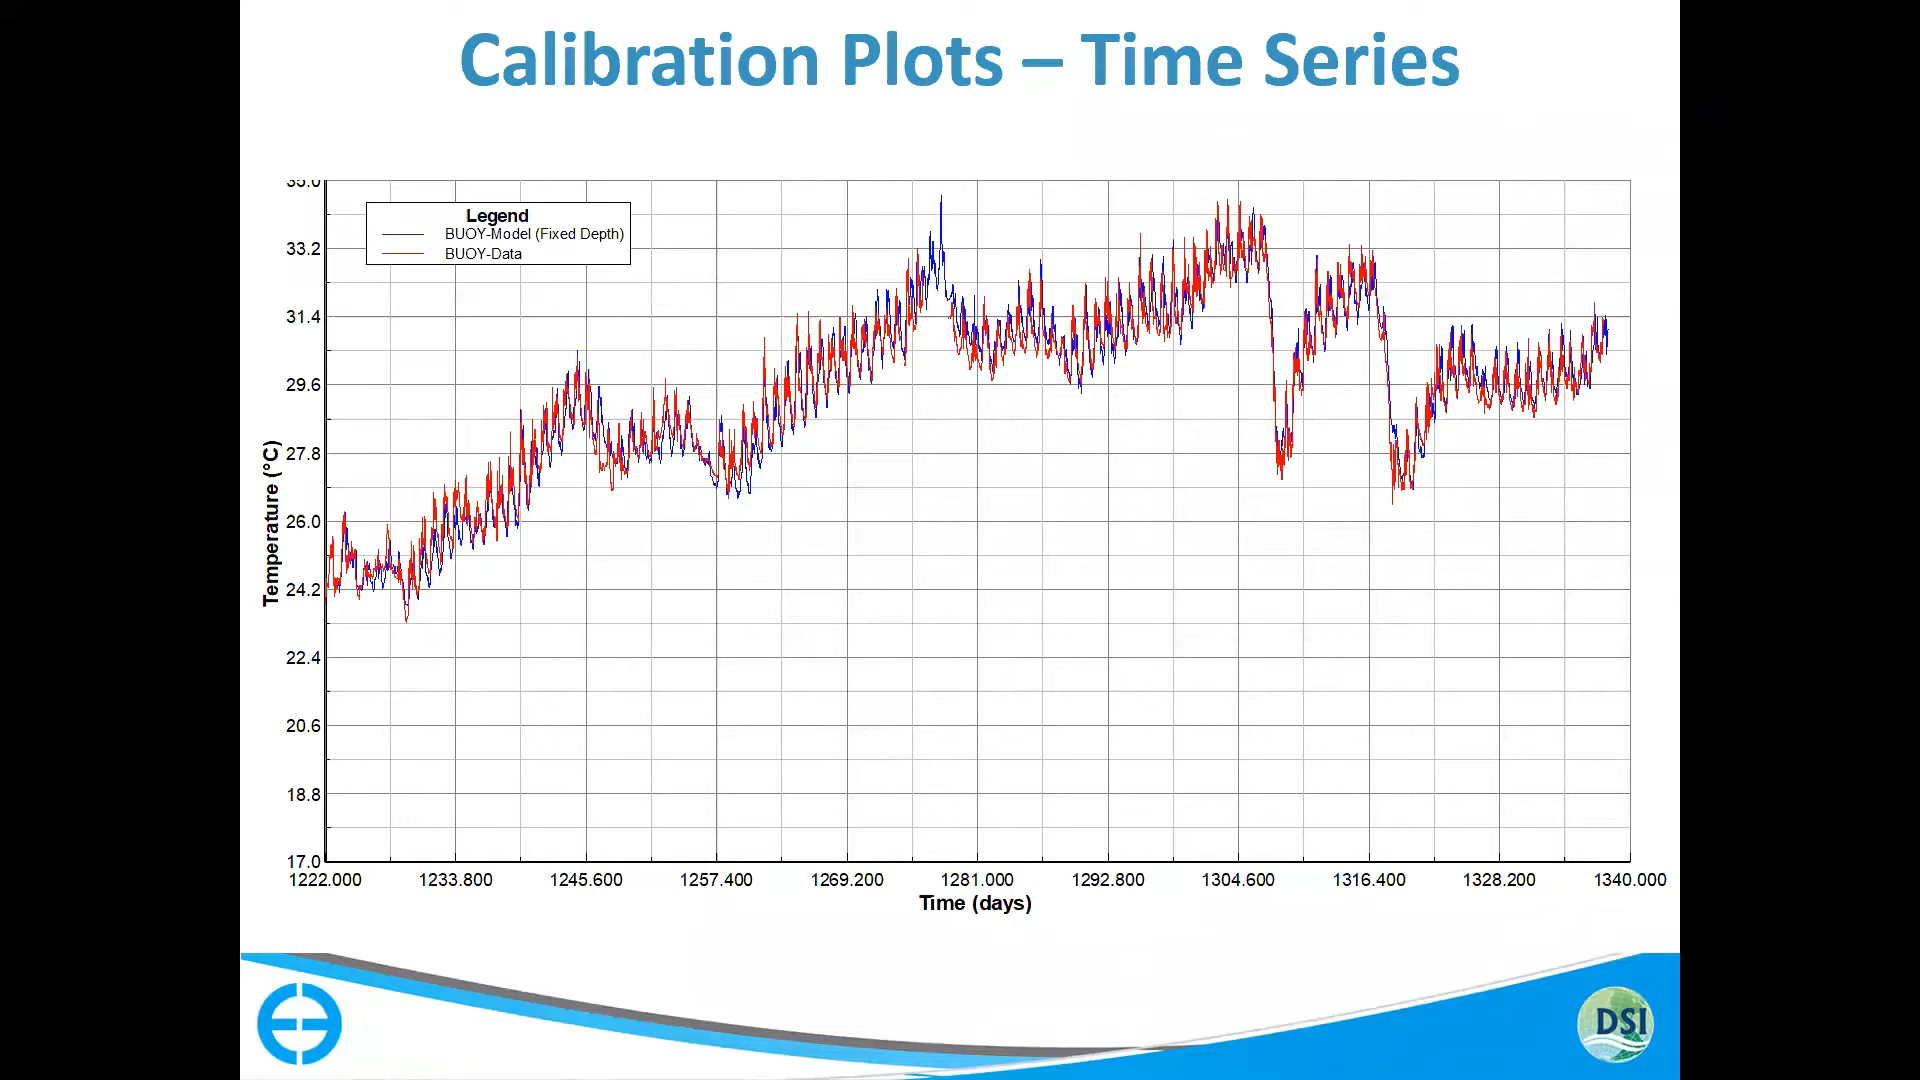 Calibration Plots – Time Series
35.0
Legend
BUOY-Model (Fixed Depth)
BUOY-Data
33.2
31.4
29.6
27.8
26.0
24.2
22.4
20.6
18.8
17.0
Temperature (°C)
1222.000 1233.800 1245.600 1257.400 1269.200 1281.000 1292.800 1304.600 1316.400 1328.200 1340.000
Time (days)
DSI